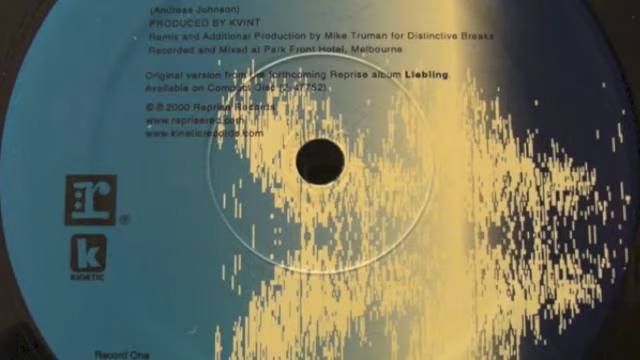 (Andreas Johnson)
PRODUCED BY KVINT
Remix and Additional Production by Mike Truman for Distinctive Breaks
Recorded and Mixed at Park Front Hotel, Melbourne
Original version from the forthcoming Reprise album Liebling.
Available on Compact Disc (2-47752).
©℗ 2000 Reprise Records.
www.repriserec.com
www.kineticrecords.com
r ®
k
KINETIC
Record One